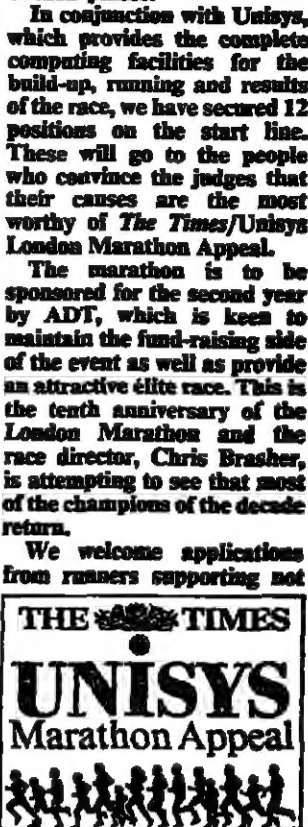 In conjunction with Unisys,
which provides the complete
computing facilities for the
build-up, running and results
of the race, we have secured 12
positions on the start line.
These will go to the people
who convince the judges that
their causes are the most
worthy of The Times/Unisys
London Marathon Appeal.
The marathon is to be
sponsored for the second year
by ADT, which is keen to
maintain the fund-raising side
of the event as well as provide
an attractive élite race. This is
the tenth anniversary of the
London Marathon and the
race director, Chris Brasher,
is attempting to see that most
of the champions of the decade
return.
We welcome applications
from runners supporting not
THE TIMES
UNISYS
Marathon Appeal